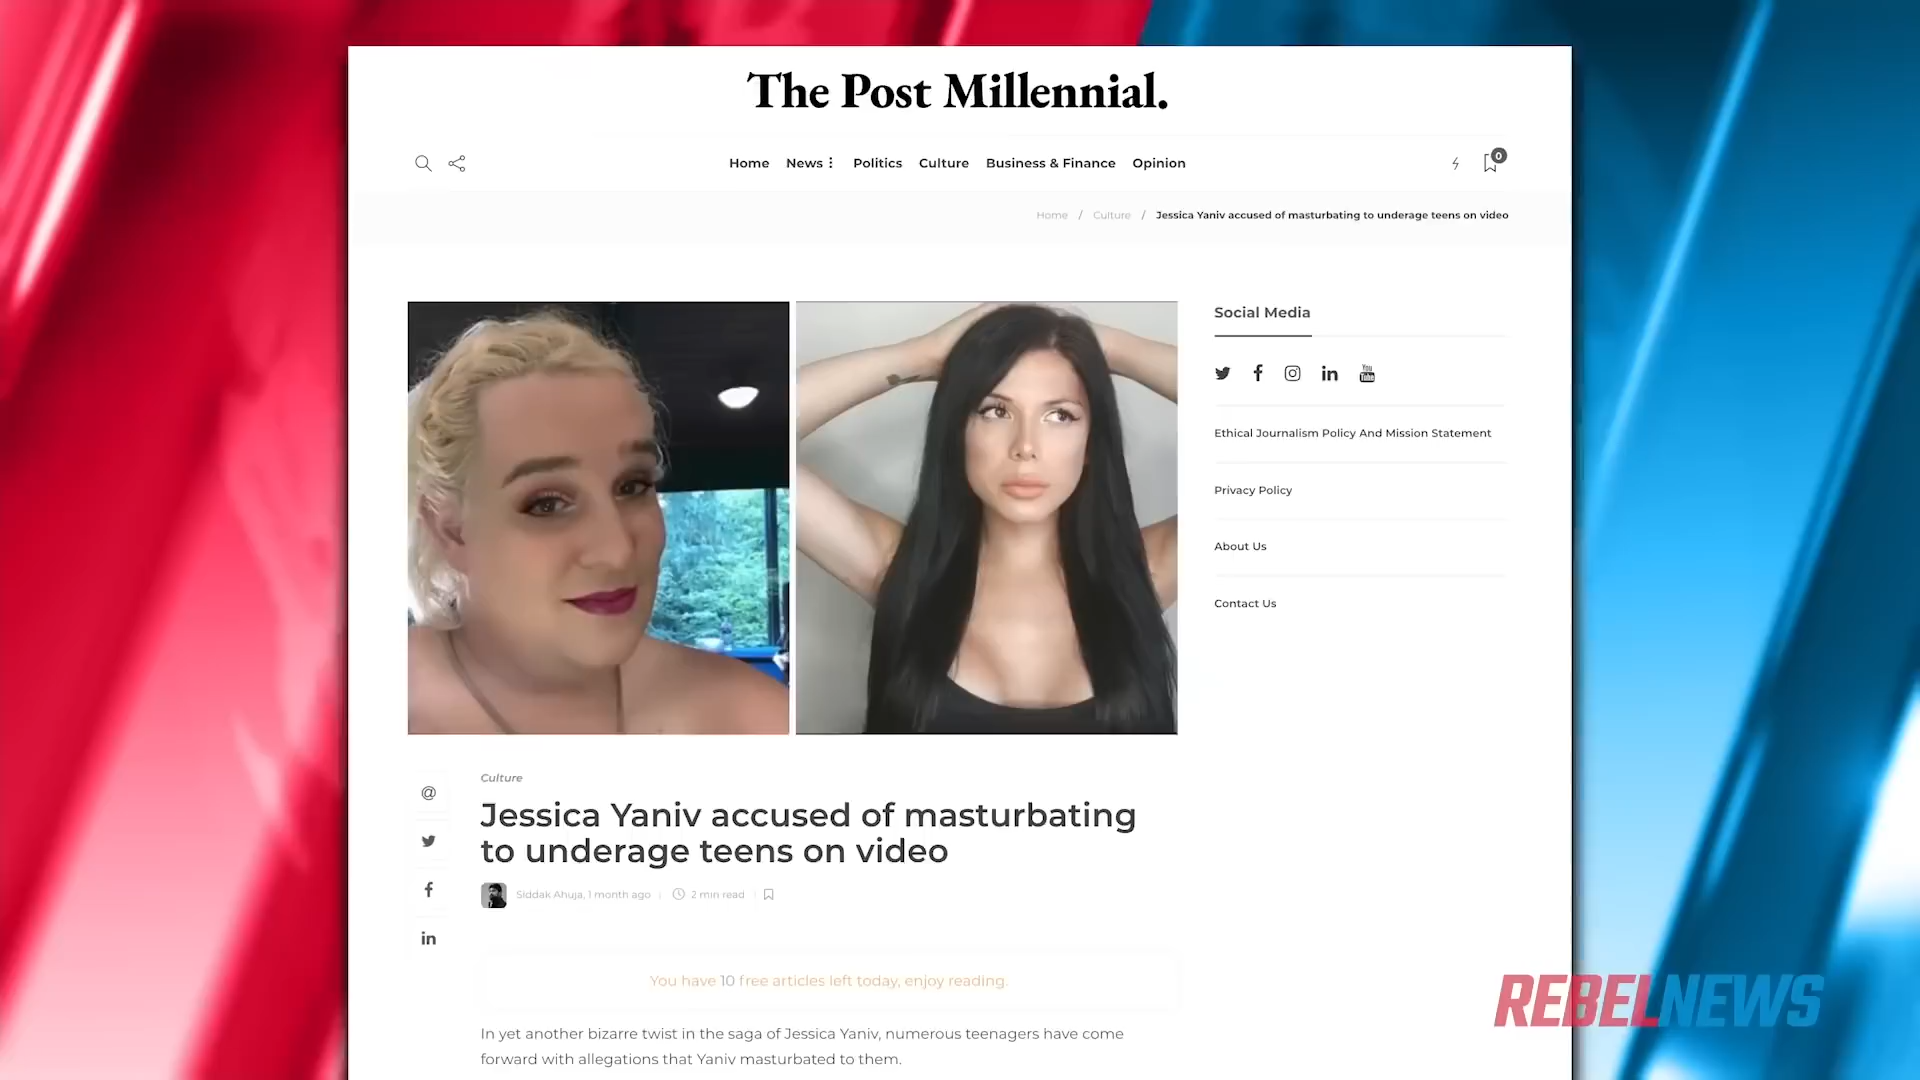 The Post Millennial.
Home News Politics Culture Business & Finance Opinion
0
Home / Culture / Jessica Yaniv accused of masturbating to underage teens on video
Social Media
You Tube
Ethical Journalism Policy And Mission Statement
Privacy Policy
About Us
Contact Us
Culture
Jessica Yaniv accused of masturbating
to underage teens on video
Siddak Ahuja, 1 month ago | 2 min read
You have 10 free articles left today, enjoy reading.
In yet another bizarre twist in the saga of Jessica Yaniv, numerous teenagers have come
forward with allegations that Yaniv masturbated to them.
REBELNEWS